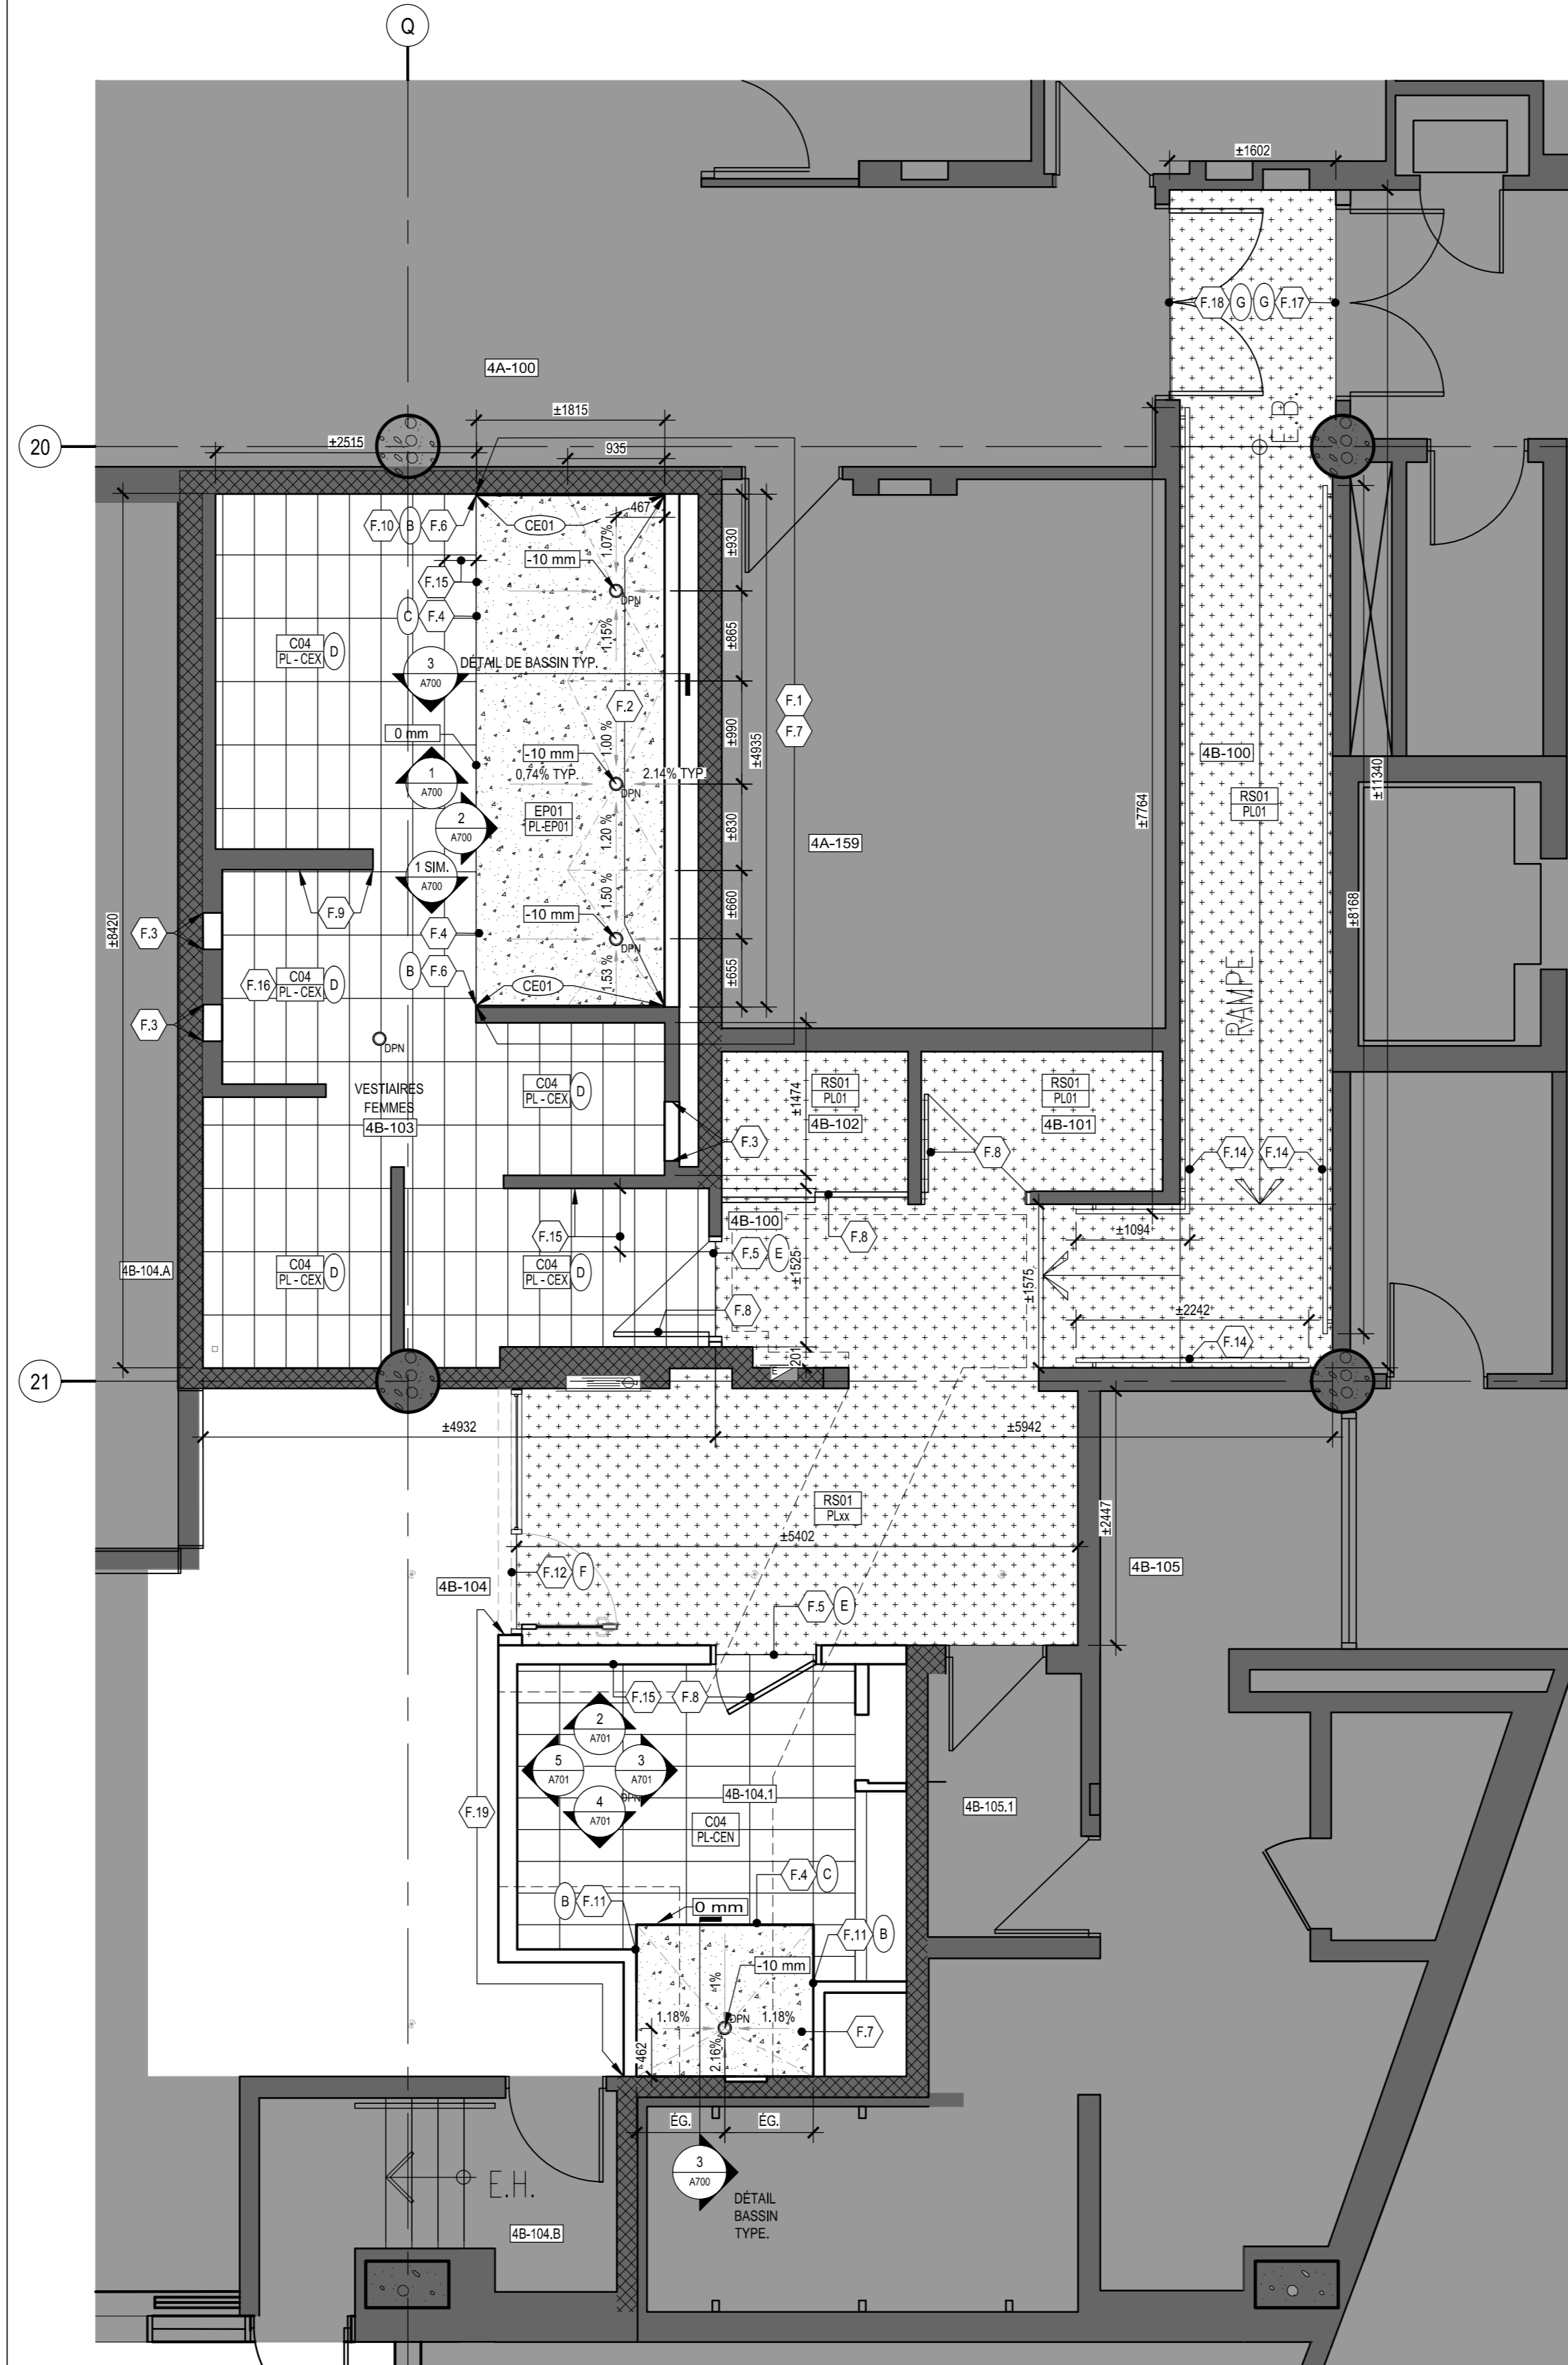 Q
±1602
F.18 G G F.17
4A-100
E.B.
±1815
20
±2515
935
467
F.10 B F.6
CE01
1.07%
±930
-10 mm
DPN
F.15
C F.4
1.15%
±865
C04
PL - CEX
D
3
A700
DÉTAIL DE BASSIN TYP.
F.2
F.1
F.7
0 mm
1.00 %
±990
±4935
4B-100
-10 mm
0,74% TYP.
2.14% TYP.
DPN
1
A700
±11340
RS01
PL01
2
A700
EP01
PL-EP01
1.20 %
±830
±7764
4A-159
1 SIM.
A700
1.50 %
±660
±8168
±8420
F.9
F.3
F.4
-10 mm
DPN
RAMPE
B F.6
CE01
1.53 %
±655
F.16
C04
PL - CEX
D
F.3
DPN
VESTIAIRES
FEMMES
4B-103
C04
PL - CEX
D
±1474
RS01
PL01
4B-102
RS01
PL01
4B-101
F.3
F.8
F.14 F.14
4B-100
F.15
F.5 E
F.8
±1094
4B-104.A
C04
PL - CEX
D
C04
PL - CEX
D
±1525
±1575
F.8
±2242
F.14
201
E
21
±4932
±5942
RS01
PLxx
±5402
±2447
F.12 F
4B-104
4B-105
F.5 E
F.15 F.8
2
A701
5
A701
3
A701
4
A701
DPN
4B-104.1
F.19
C04
PL-CEN
4B-105.1
F.4 C
B F.11
0 mm
F.11 B
-10 mm
1%
1.18%
DPN
1.18%
F.7
462
2.16%
ÉG. ÉG.
3
A700
E.H.
DÉTAIL
BASSIN
TYPE.
4B-104.B